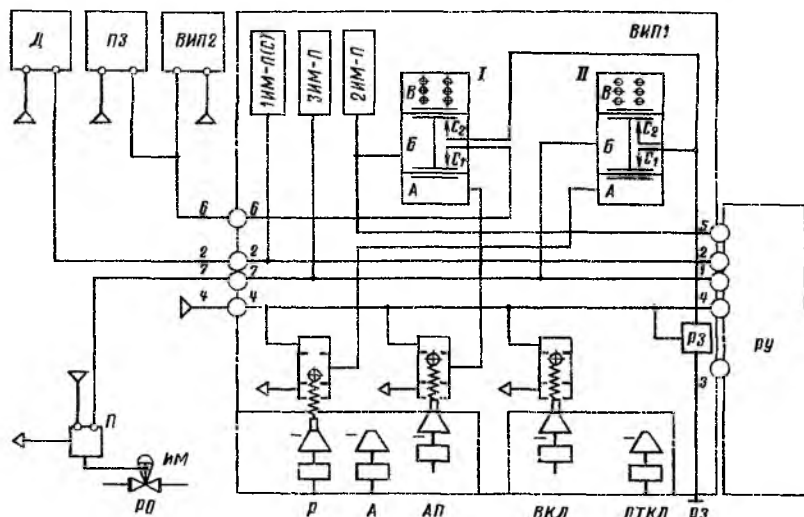 Д
ПЗ
ВИП2
1ИМ-П(С)
3ИМ-П
2ИМ-П
I
II
ВИП1
В
С2
Б
С1
А
В
С2
Б
С1
А
6
6
2
2
7
7
4
4
5
2
1
4
3
РЗ
РУ
П
ИМ
РО
Р
А
АП
ВКЛ
ОТКЛ
РЗ